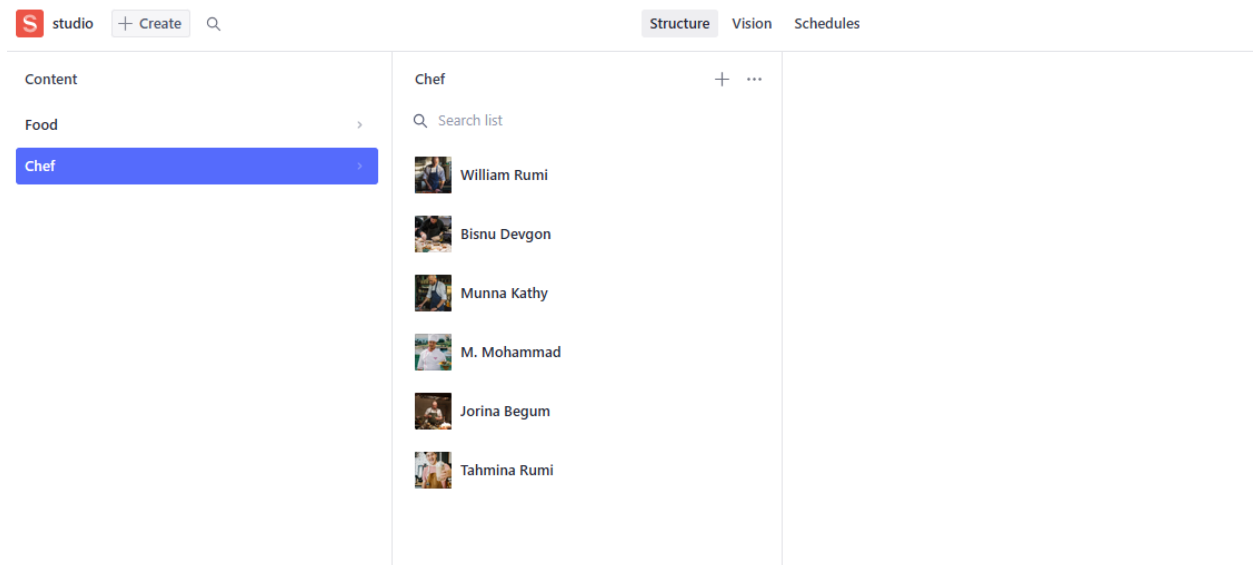 S studio + Create
Structure Vision Schedules
Content
Food
Chef
Chef
Search list
William Rumi
Bisnu Devgon
Munna Kathy
M. Mohammad
Jorina Begum
Tahmina Rumi